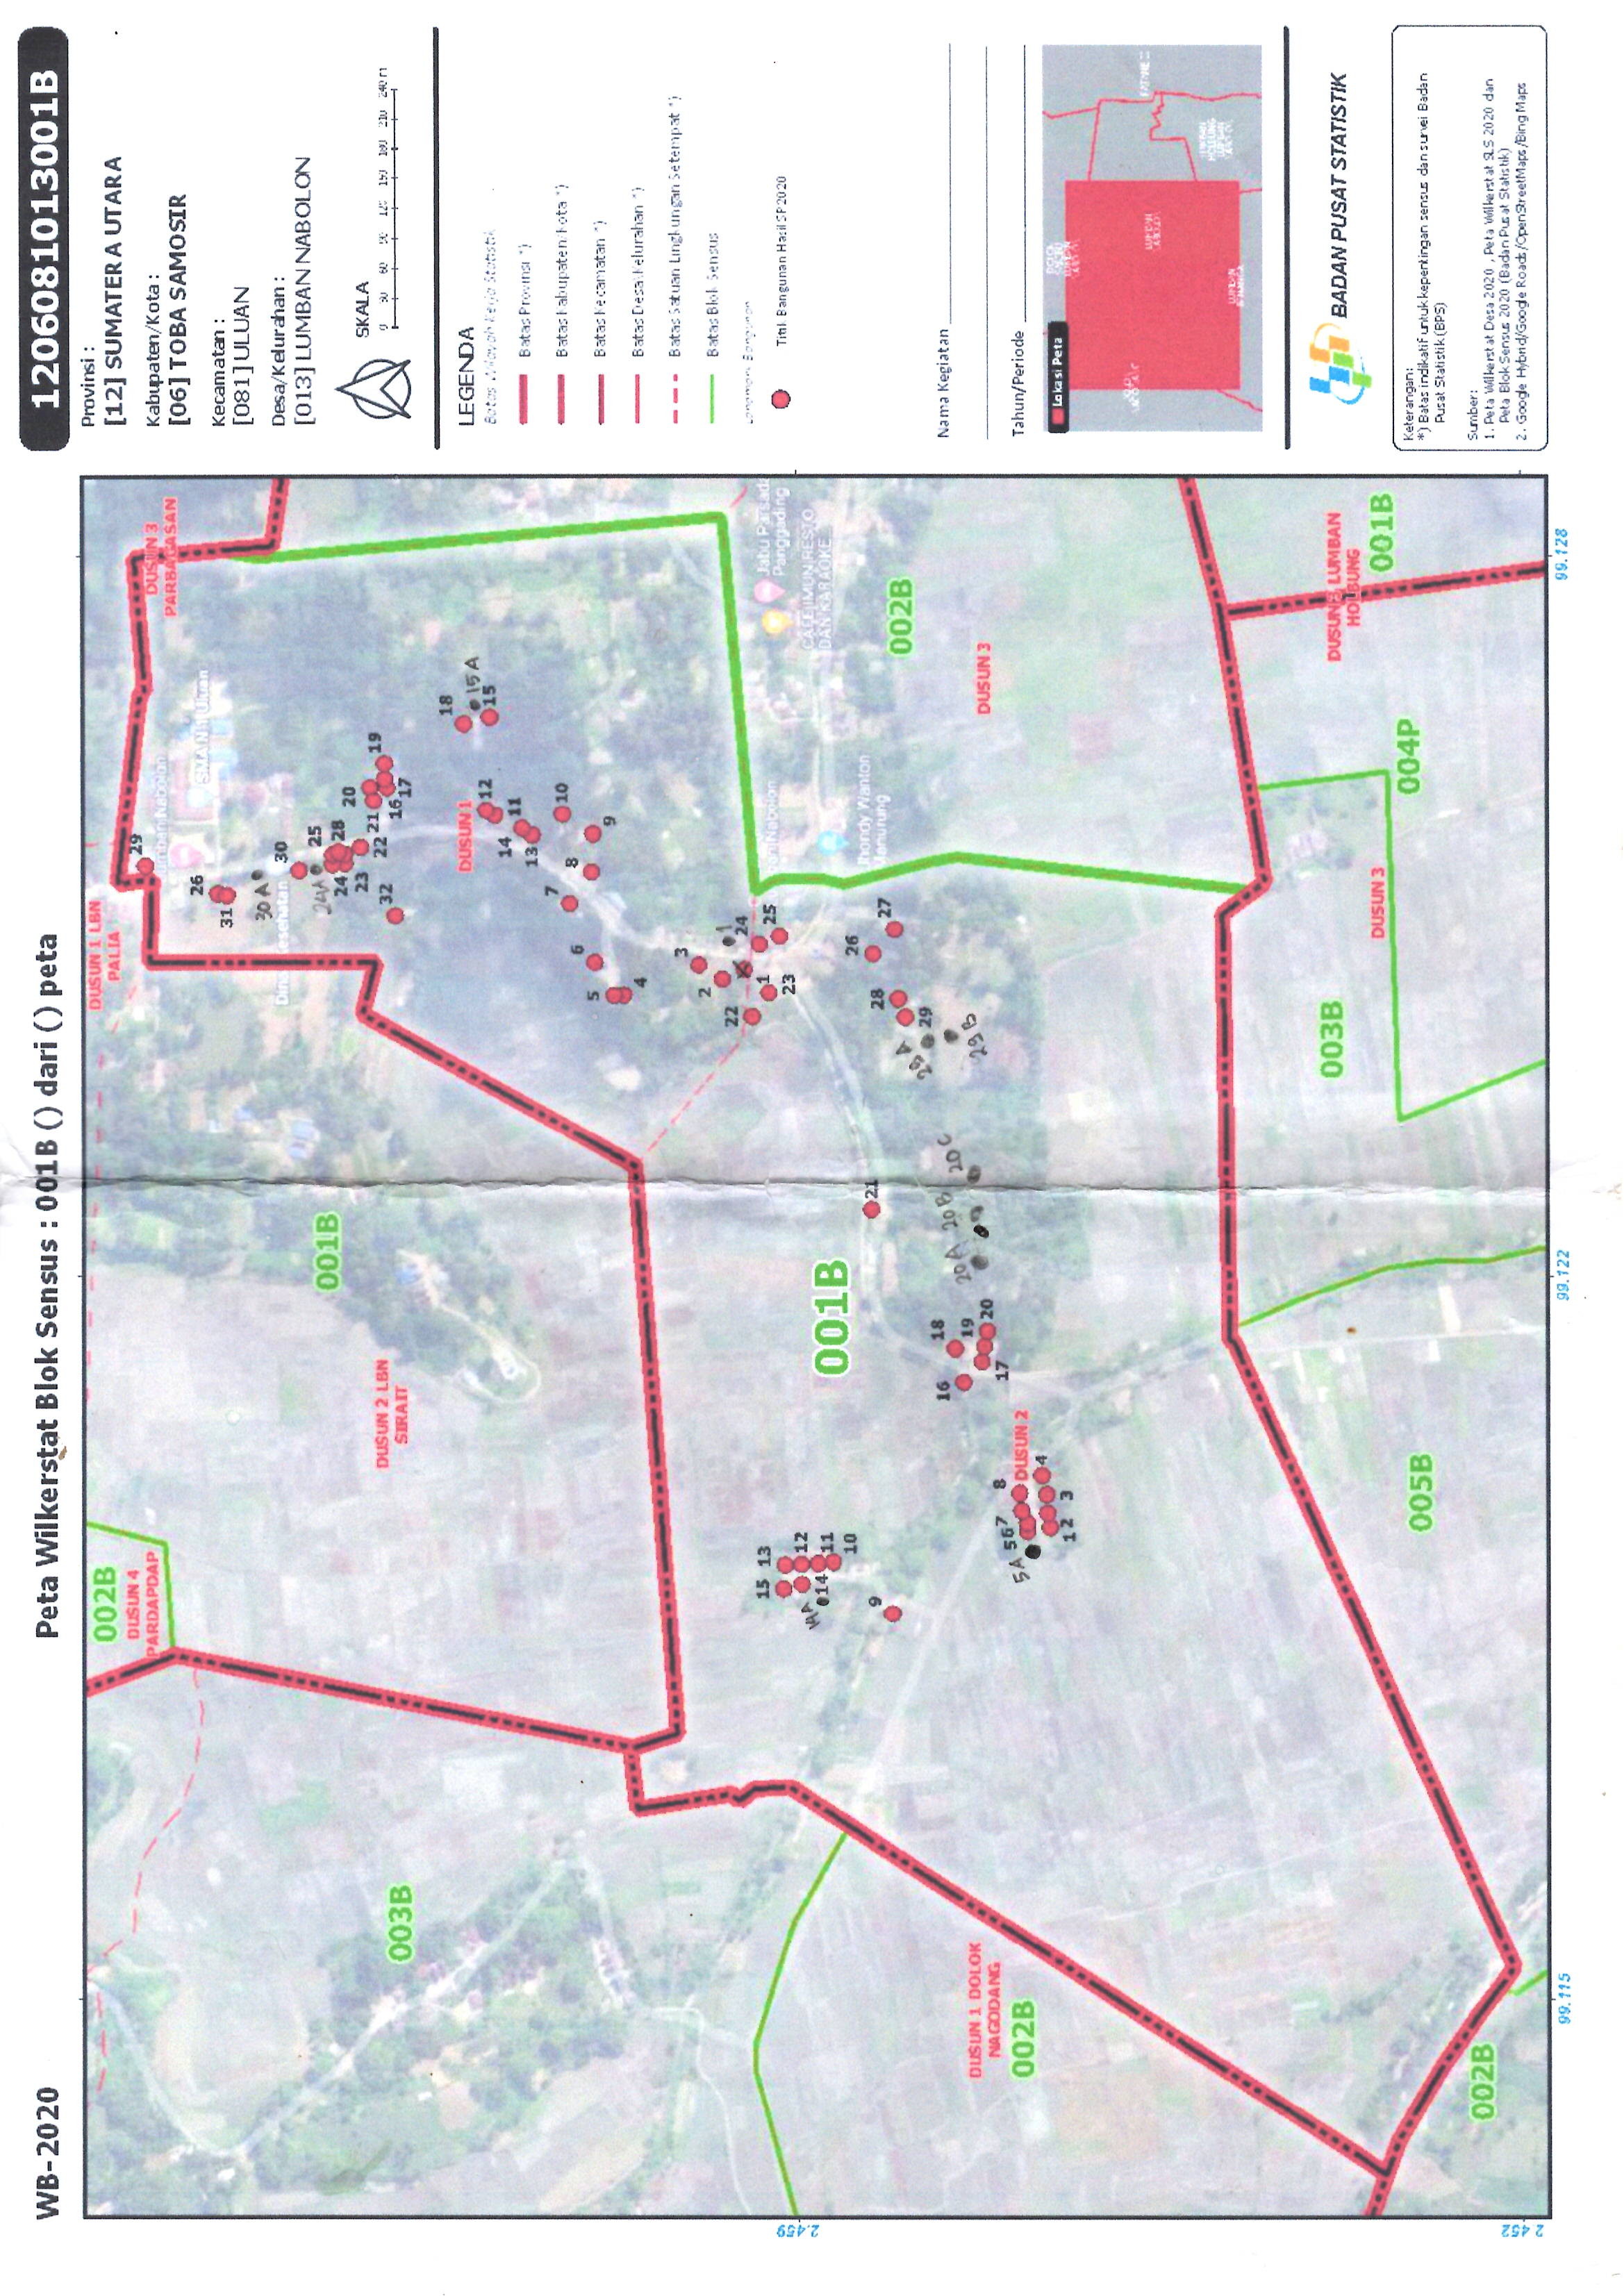 WB-2020
Peta Wilkerstat Blok Sensus : 001B () dari () peta
1206081013001B
Provinsi :
[12] SUMATERA UTARA
Kabupaten/Kota :
[06] TOBA SAMOSIR
Kecamatan :
[081] ULUAN
Desa/Kelurahan :
[013] LUMBAN NABOLON
SKALA
LEGENDA
Batas Wilayah Kerja Statistik
Batas Provinsi *)
Batas Kabupaten/Kota *)
Batas Kecamatan *)
Batas Desa/Kelurahan *)
Batas Satuan Lingkungan Setempat *)
Batas Blok Sensus
Landmark Bangunan
Titik Bangunan Hasil SP2020
Nama Kegiatan
Tahun/Periode
Lokasi Peta
BADAN PUSAT STATISTIK
Keterangan:
*) Batas indikatif untuk kepentingan sensus dan survei Badan
Pusat Statistik (BPS)
Sumber:
1. Peta Wilkerstat Desa 2020 , Peta Wilkerstat SLS 2020 dan
Peta Blok Sensus 2020 (Badan Pusat Statistik)
2. Google Hybrid/Google Roads/OpenStreetMaps/Bing Maps
002B
DUSUN 4
PARDAPDAP
DUSUN 1 LBN
PALIA
29
DUSUN 3
PARBAGASAN
Lumban Nabolon
SMA N 1 Uluan
26
31
30 A
Dinas Kesehatan
30
24A
25
24
28
23
22
20
21
19
16
17
32
001B
003B
DUSUN 2 LBN
SIRAIT
18
15 A
15
DUSUN 1
12
14
11
13
10
7
8
9
6
5
4
3
2
1
22
24
1
25
23
Jabu Parsada
Panggading
CAFE IMUN RESTO
DAN KARAOKE
Jhondy Wanton
Manurung
15
13
12
14A
14
11
10
9
001B
21
26
27
28
29
29 A
29 B
002B
DUSUN 3
16
18
19
17
20
20 A
20 B
20 C
DUSUN 1 DOLOK
NAGODANG
002B
5A
5
6
7
8
DUSUN 2
4
1
2
3
003B
DUSUN 3
004P
DUSUN 3 LUMBAN
HOLBUNG
001B
005B
002B
2.459
2.452
99.115
99.122
99.128